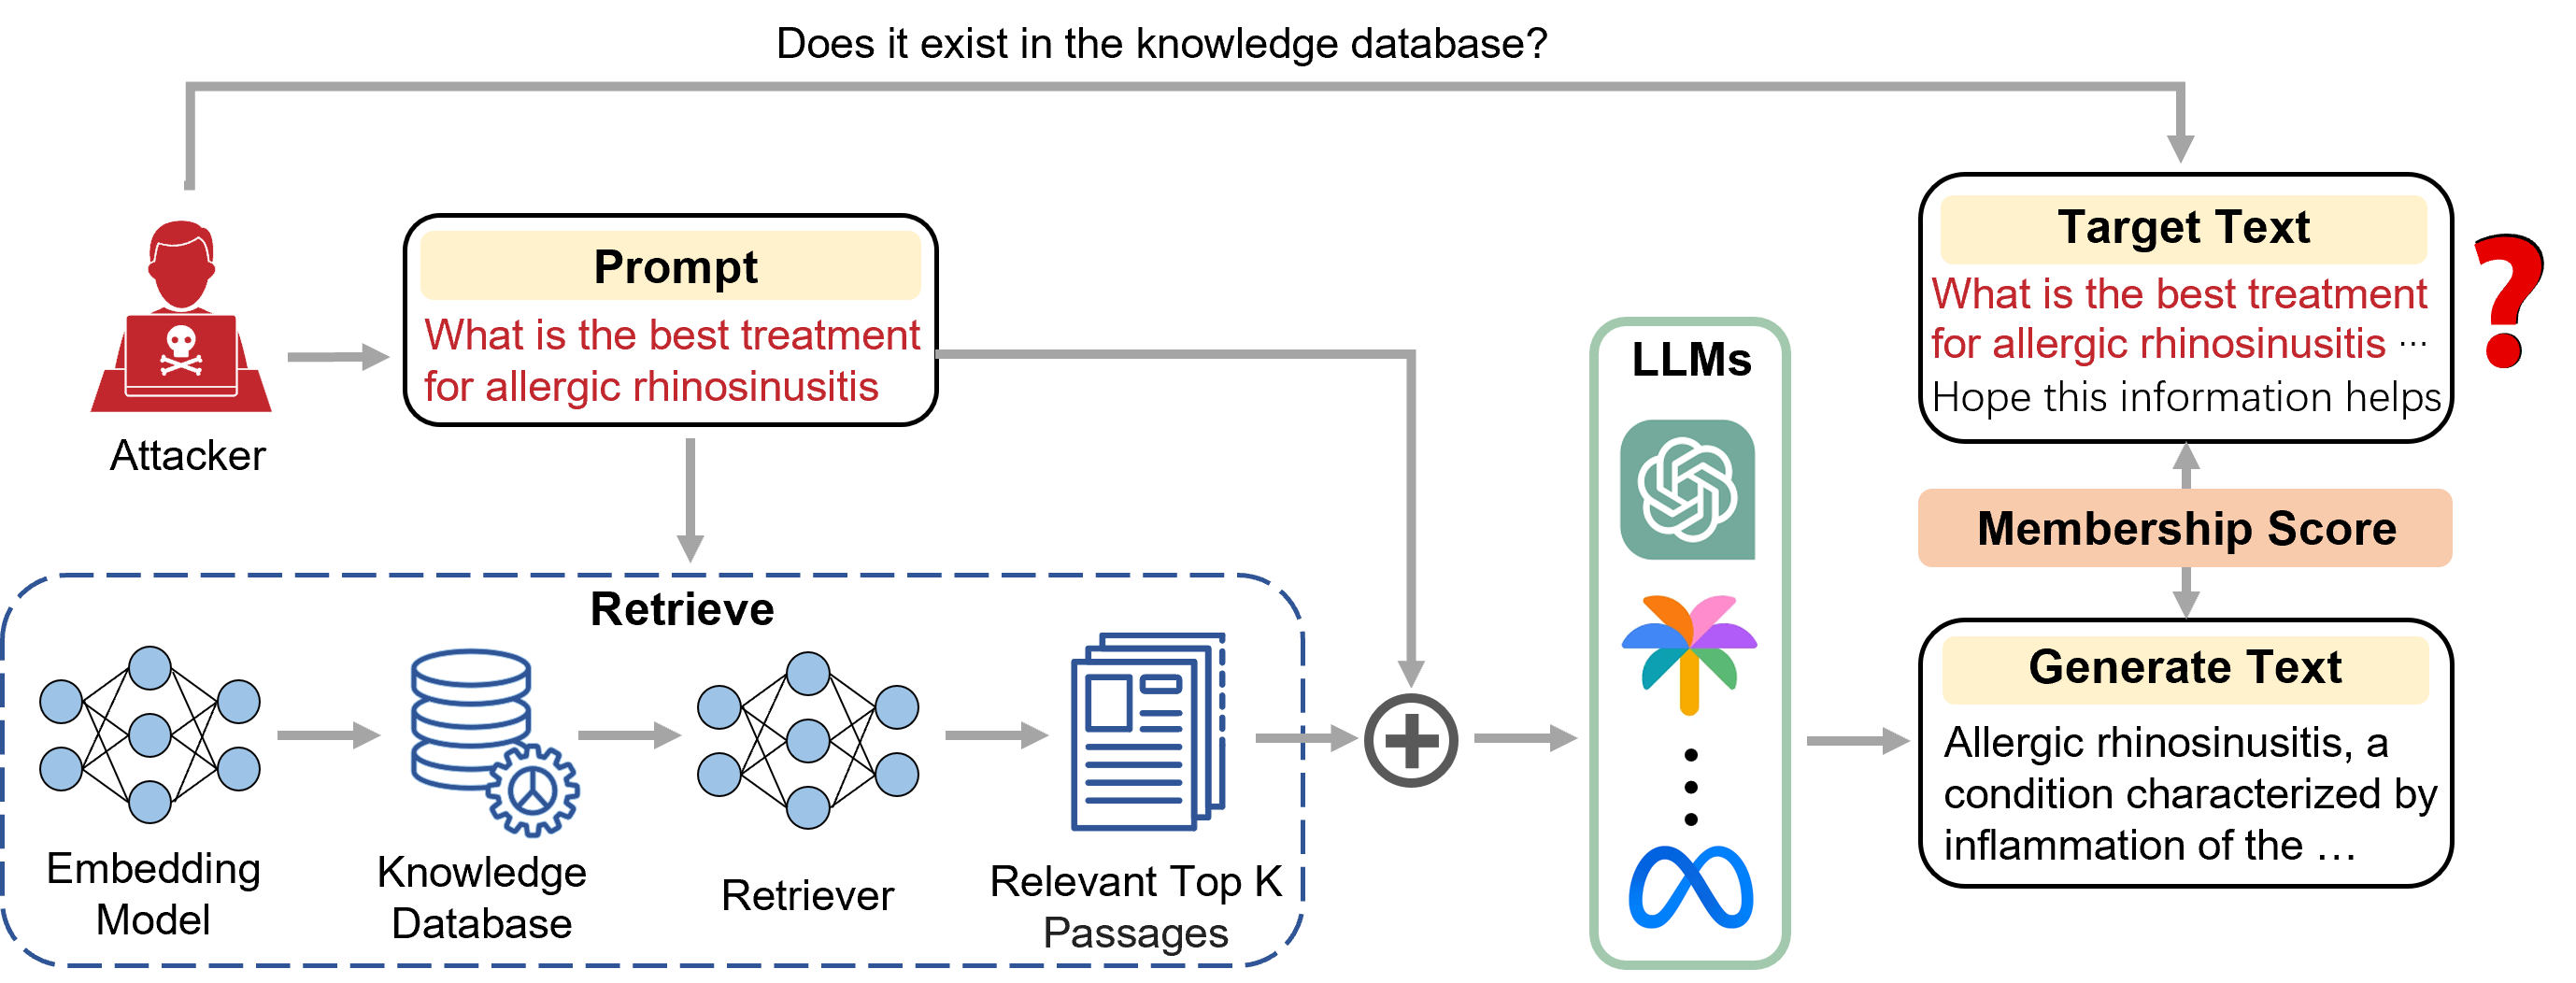 Does it exist in the knowledge database?
Attacker
Prompt
What is the best treatment
for allergic rhinosinusitis
Retrieve
Embedding
Model
Knowledge
Database
Retriever
Relevant Top K
Passages
LLMs
Target Text
What is the best treatment
for allergic rhinosinusitis ...
Hope this information helps
?
Membership Score
Generate Text
Allergic rhinosinusitis, a
condition characterized by
inflammation of the ...